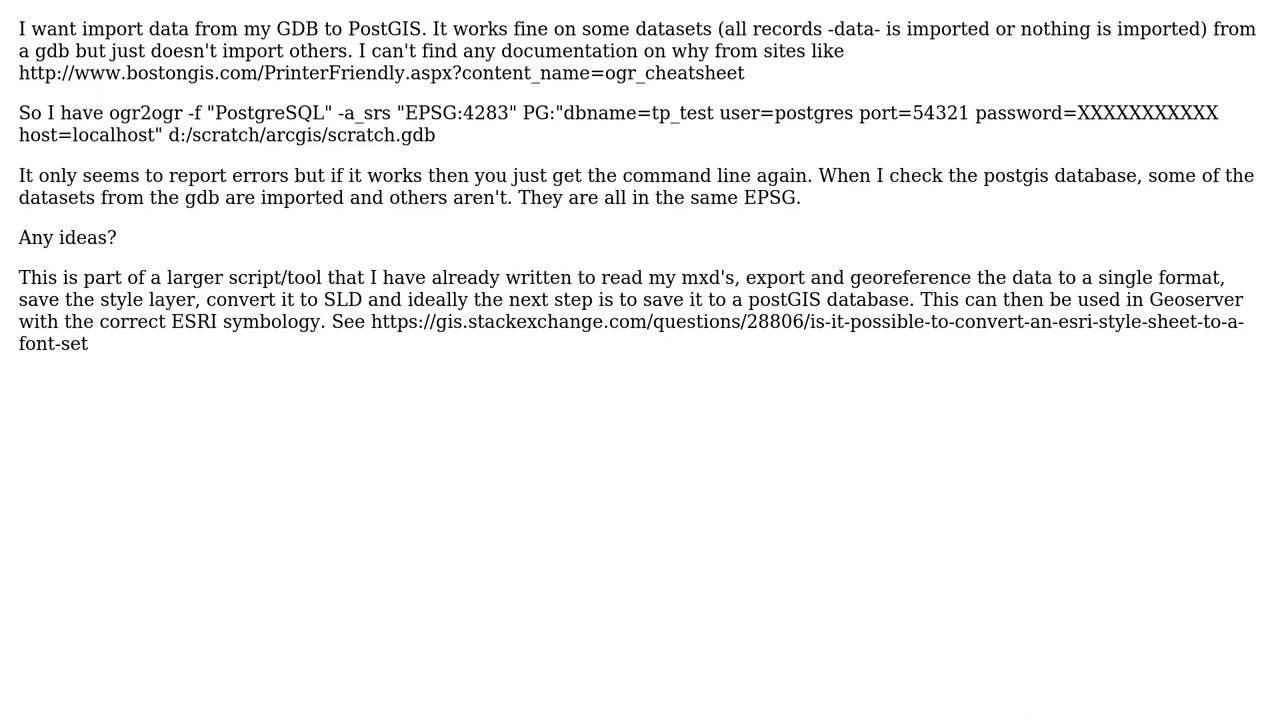 I want import data from my GDB to PostGIS. It works fine on some datasets (all records -data- is imported or nothing is imported) from
a gdb but just doesn't import others. I can't find any documentation on why from sites like
http://www.bostongis.com/PrinterFriendly.aspx?content_name=ogr_cheatsheet
So I have ogr2ogr -f "PostgreSQL" -a_srs "EPSG:4283" PG:"dbname=tp_test user=postgres port=54321 password=XXXXXXXXXXX
host=localhost" d:/scratch/arcgis/scratch.gdb
It only seems to report errors but if it works then you just get the command line again. When I check the postgis database, some of the
datasets from the gdb are imported and others aren't. They are all in the same EPSG.
Any ideas?
This is part of a larger script/tool that I have already written to read my mxd's, export and georeference the data to a single format,
save the style layer, convert it to SLD and ideally the next step is to save it to a postGIS database. This can then be used in Geoserver
with the correct ESRI symbology. See https://gis.stackexchange.com/questions/28806/is-it-possible-to-convert-an-esri-style-sheet-to-a-
font-set